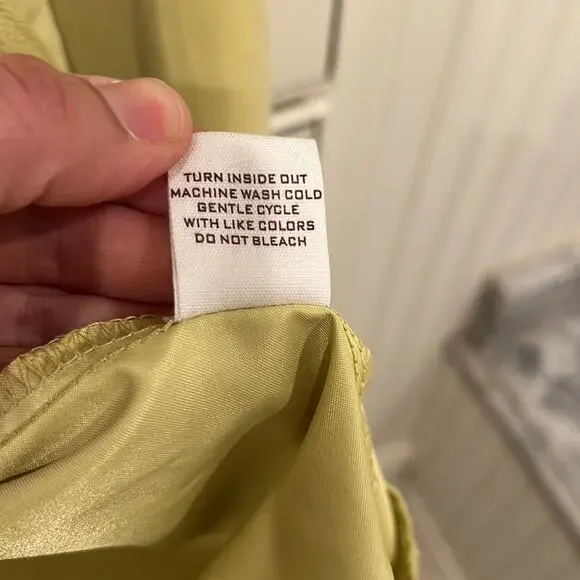 TURN INSIDE OUT
MACHINE WASH COLD
GENTLE CYCLE
WITH LIKE COLORS
DO NOT BLEACH